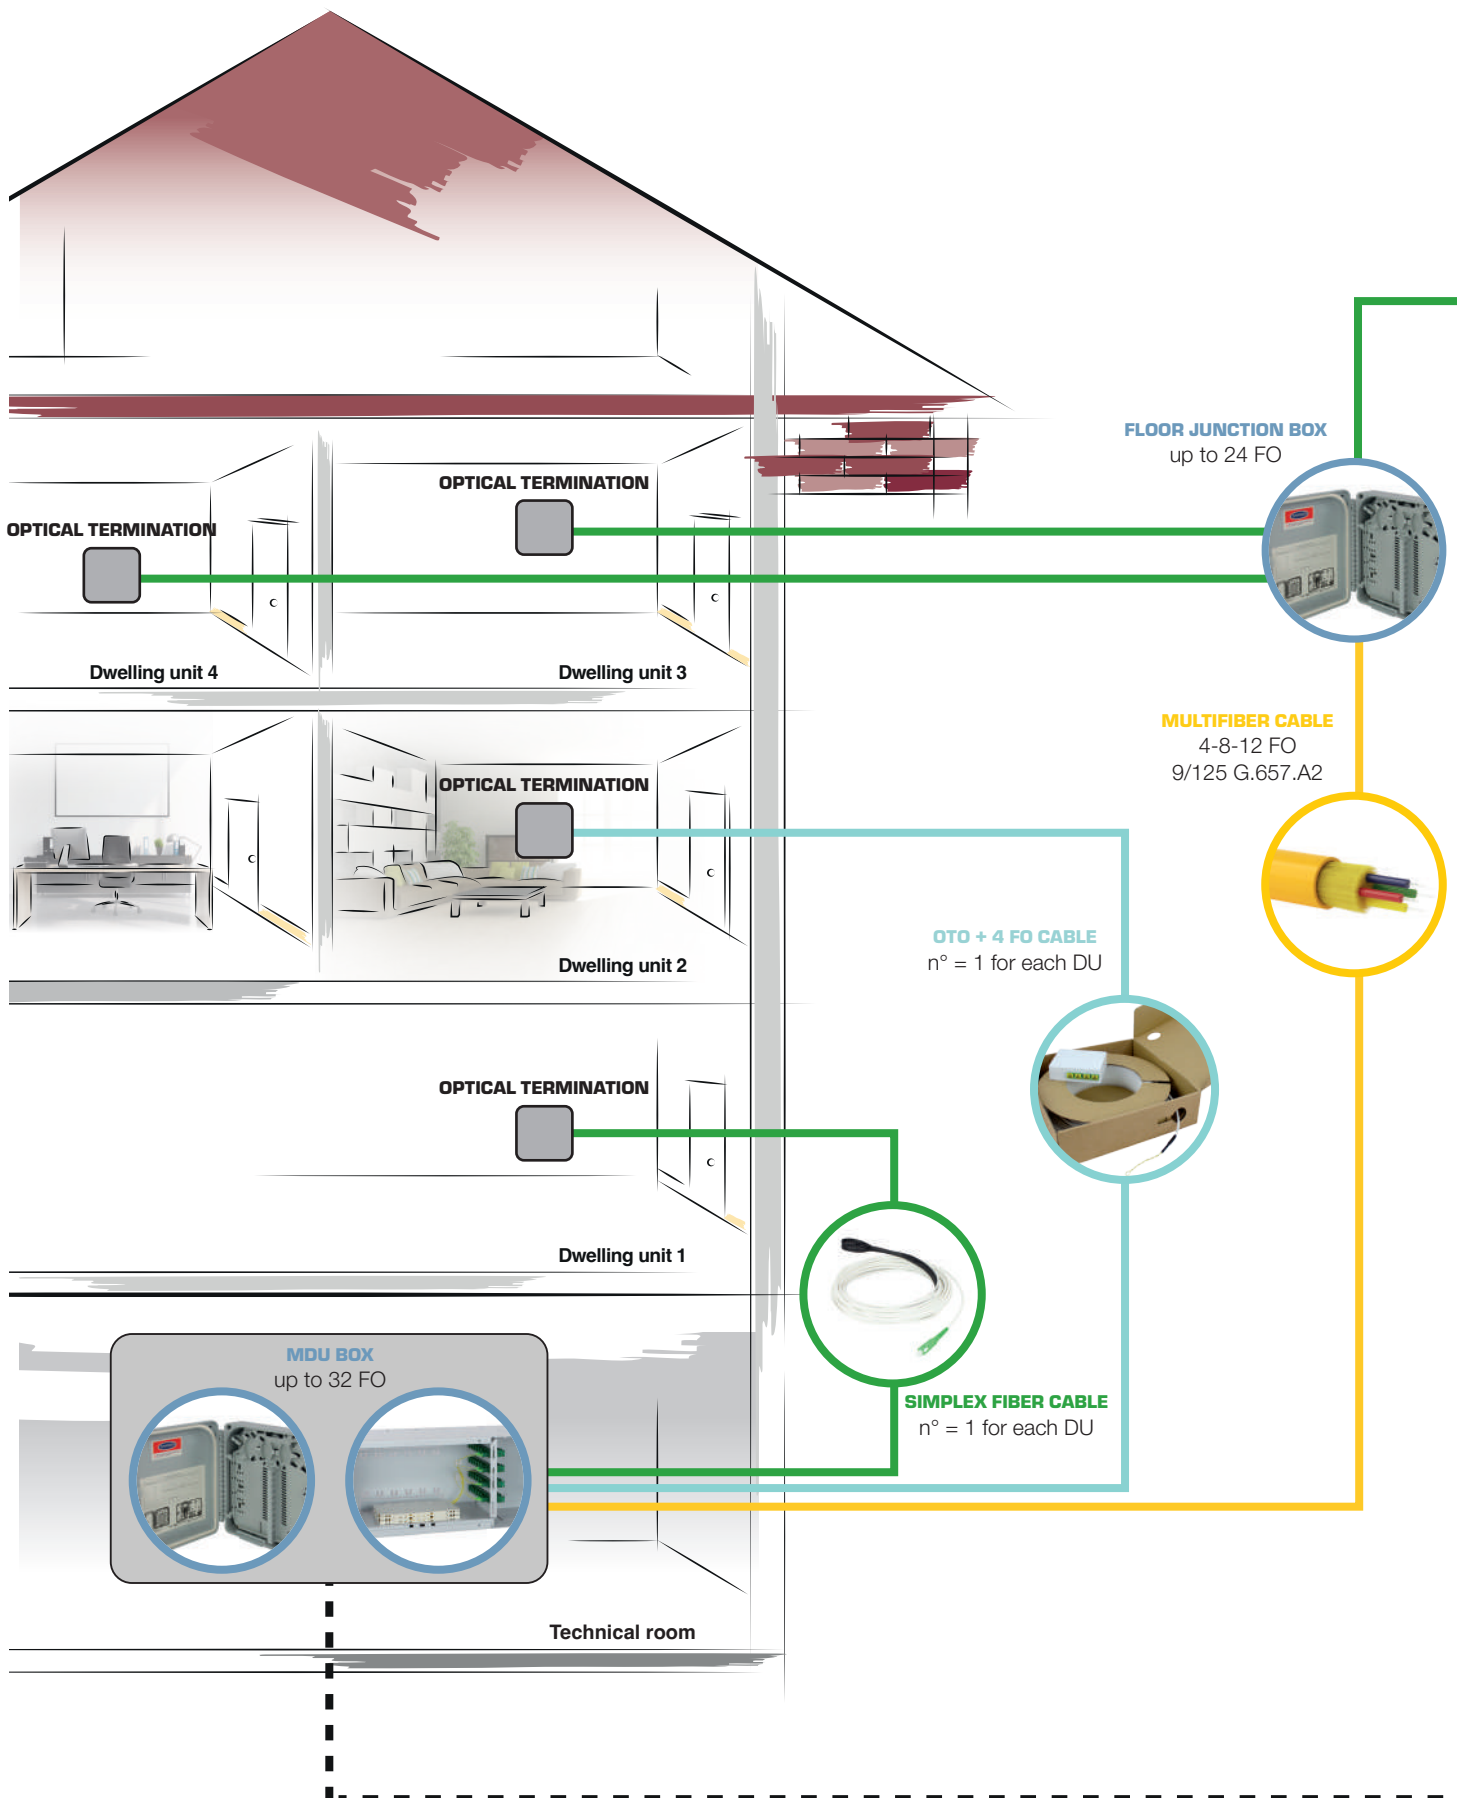 FLOOR JUNCTION BOX
up to 24 FO
OPTICAL TERMINATION
OPTICAL TERMINATION
Dwelling unit 4
Dwelling unit 3
MULTIFIBER CABLE
4-8-12 FO
9/125 G.657.A2
OPTICAL TERMINATION
OTO + 4 FO CABLE
n° = 1 for each DU
Dwelling unit 2
OPTICAL TERMINATION
Dwelling unit 1
MDU BOX
up to 32 FO
SIMPLEX FIBER CABLE
n° = 1 for each DU
Technical room